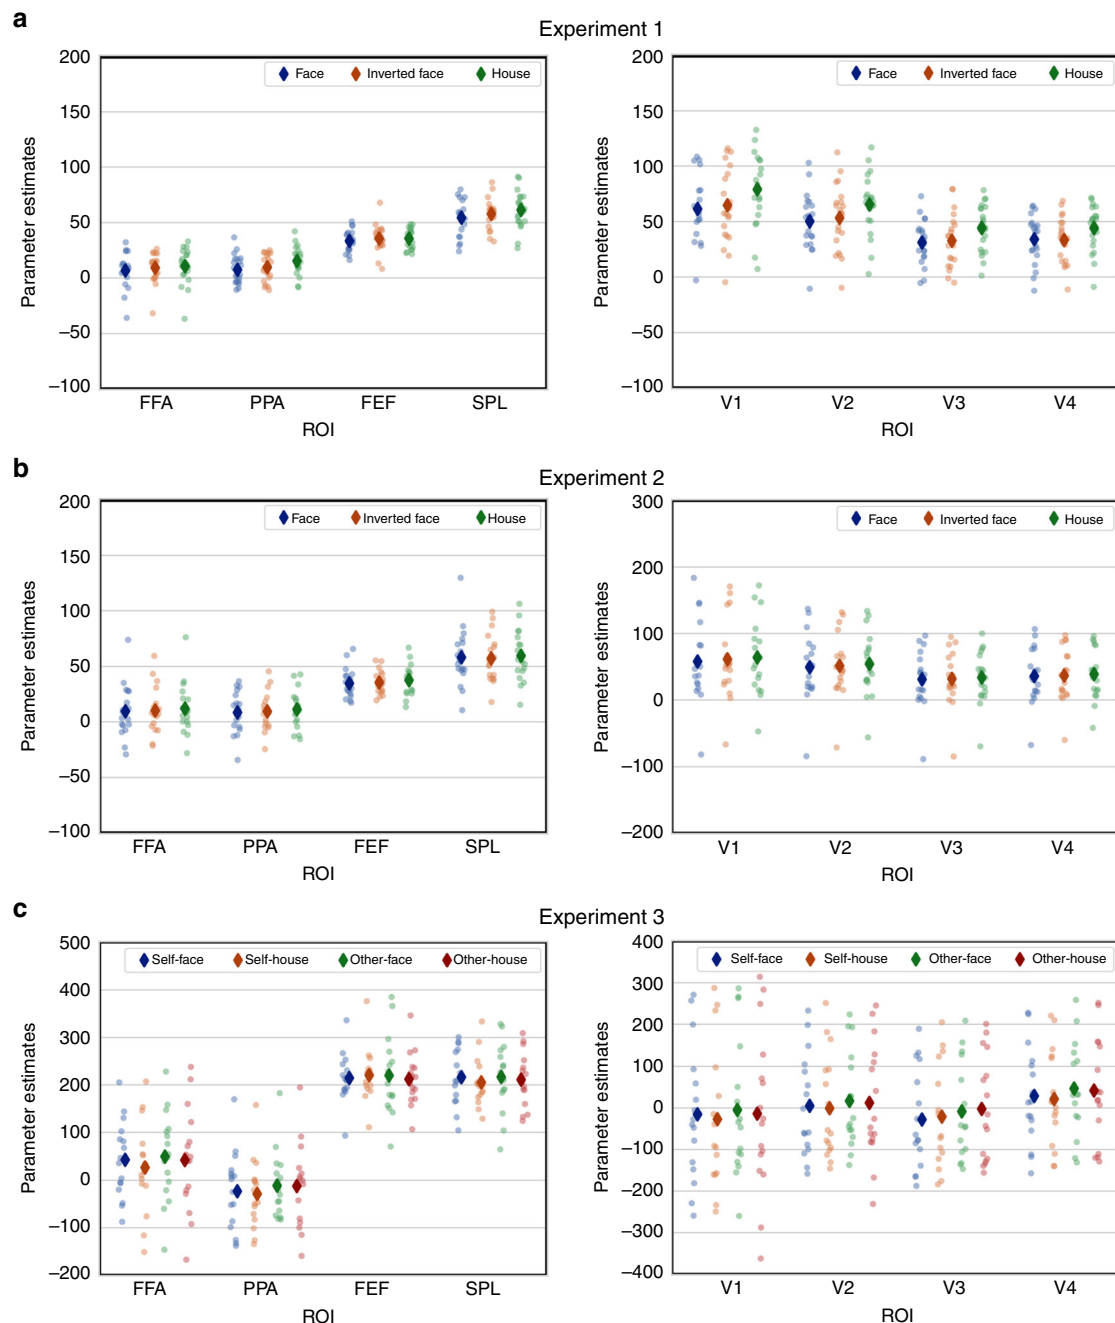 a
Experiment 1
200
150
100
50
0
−50
−100
Parameter estimates
Face Inverted face House
FFA PPA FEF SPL
ROI
200
150
100
50
0
−50
−100
Parameter estimates
Face Inverted face House
V1 V2 V3 V4
ROI
b
Experiment 2
200
150
100
50
0
−50
−100
Parameter estimates
Face Inverted face House
FFA PPA FEF SPL
ROI
300
200
100
0
−100
−200
Parameter estimates
Face Inverted face House
V1 V2 V3 V4
ROI
c
Experiment 3
500
400
300
200
100
0
−100
−200
Parameter estimates
Self-face Self-house Other-face Other-house
FFA PPA FEF SPL
ROI
400
300
200
100
0
−100
−200
−300
−400
Parameter estimates
Self-face Self-house Other-face Other-house
V1 V2 V3 V4
ROI